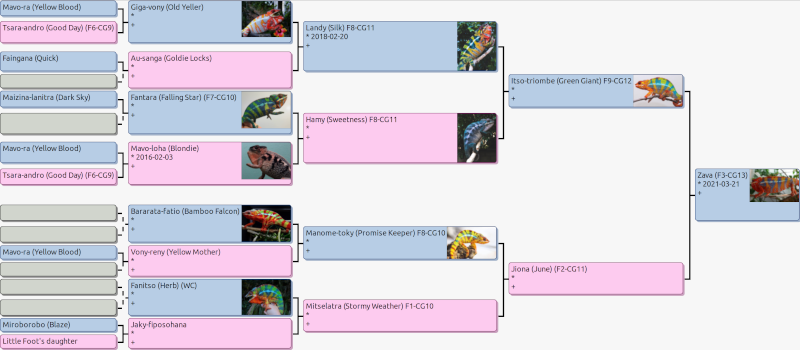 Mavo-ra (Yellow Blood)
Tsara-andro (Good Day) (F6-CG9)
Faingana (Quick)
Maizina-lanitra (Dark Sky)
Mavo-ra (Yellow Blood)
Tsara-andro (Good Day) (F6-CG9)
Mavo-ra (Yellow Blood)
Miroborobo (Blaze)
Little Foot's daughter
Giga-vony (Old Yeller)
*
+
Au-sanga (Goldie Locks)
*
+
Fantara (Falling Star) (F7-CG10)
*
+
Mavo-loha (Blondie)
* 2016-02-03
+
Bararata-fatio (Bamboo Falcon)
*
+
Vony-reny (Yellow Mother)
*
+
Fanitso (Herb) (WC)
*
+
Jaky-fiposohana
*
+
Landy (Silk) F8-CG11
* 2018-02-20
+
Hamy (Sweetness) F8-CG11
*
+
Manome-toky (Promise Keeper) F8-CG10
*
+
Mitselatra (Stormy Weather) F1-CG10
*
+
Itso-triombe (Green Giant) F9-CG12
*
+
Jiona (June) (F2-CG11)
*
+
Zava (F3-CG13)
* 2021-03-21
+